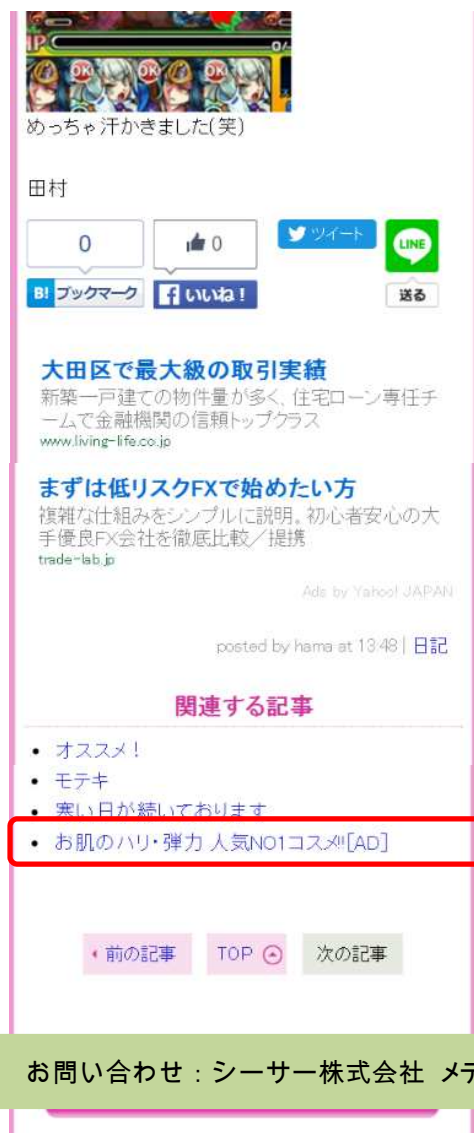 HP
0/
OK!
OK!
OK!
OK!
めっちゃ汗かきました(笑)
田村
0
0
ツイート
LINE
B! ブックマーク
f いいね!
送る
大田区で最大級の取引実績
新築一戸建ての物件量が多く、住宅ローン専任チ
ームで金融機関の信頼トップクラス
www.living-life.co.jp
まずは低リスクFXで始めたい方
複雑な仕組みをシンプルに説明。初心者安心の大
手優良FX会社を徹底比較／提携
trade-lab.jp
Ads by Yahoo! JAPAN
posted by hama at 13:48 | 日記
関連する記事
• オススメ!
• モテキ
• 寒い日が続いております
• お肌のハリ・弾力 人気NO1コスメ!![AD]
前の記事
TOP
次の記事
お問い合わせ：シーサー株式会社 メデ